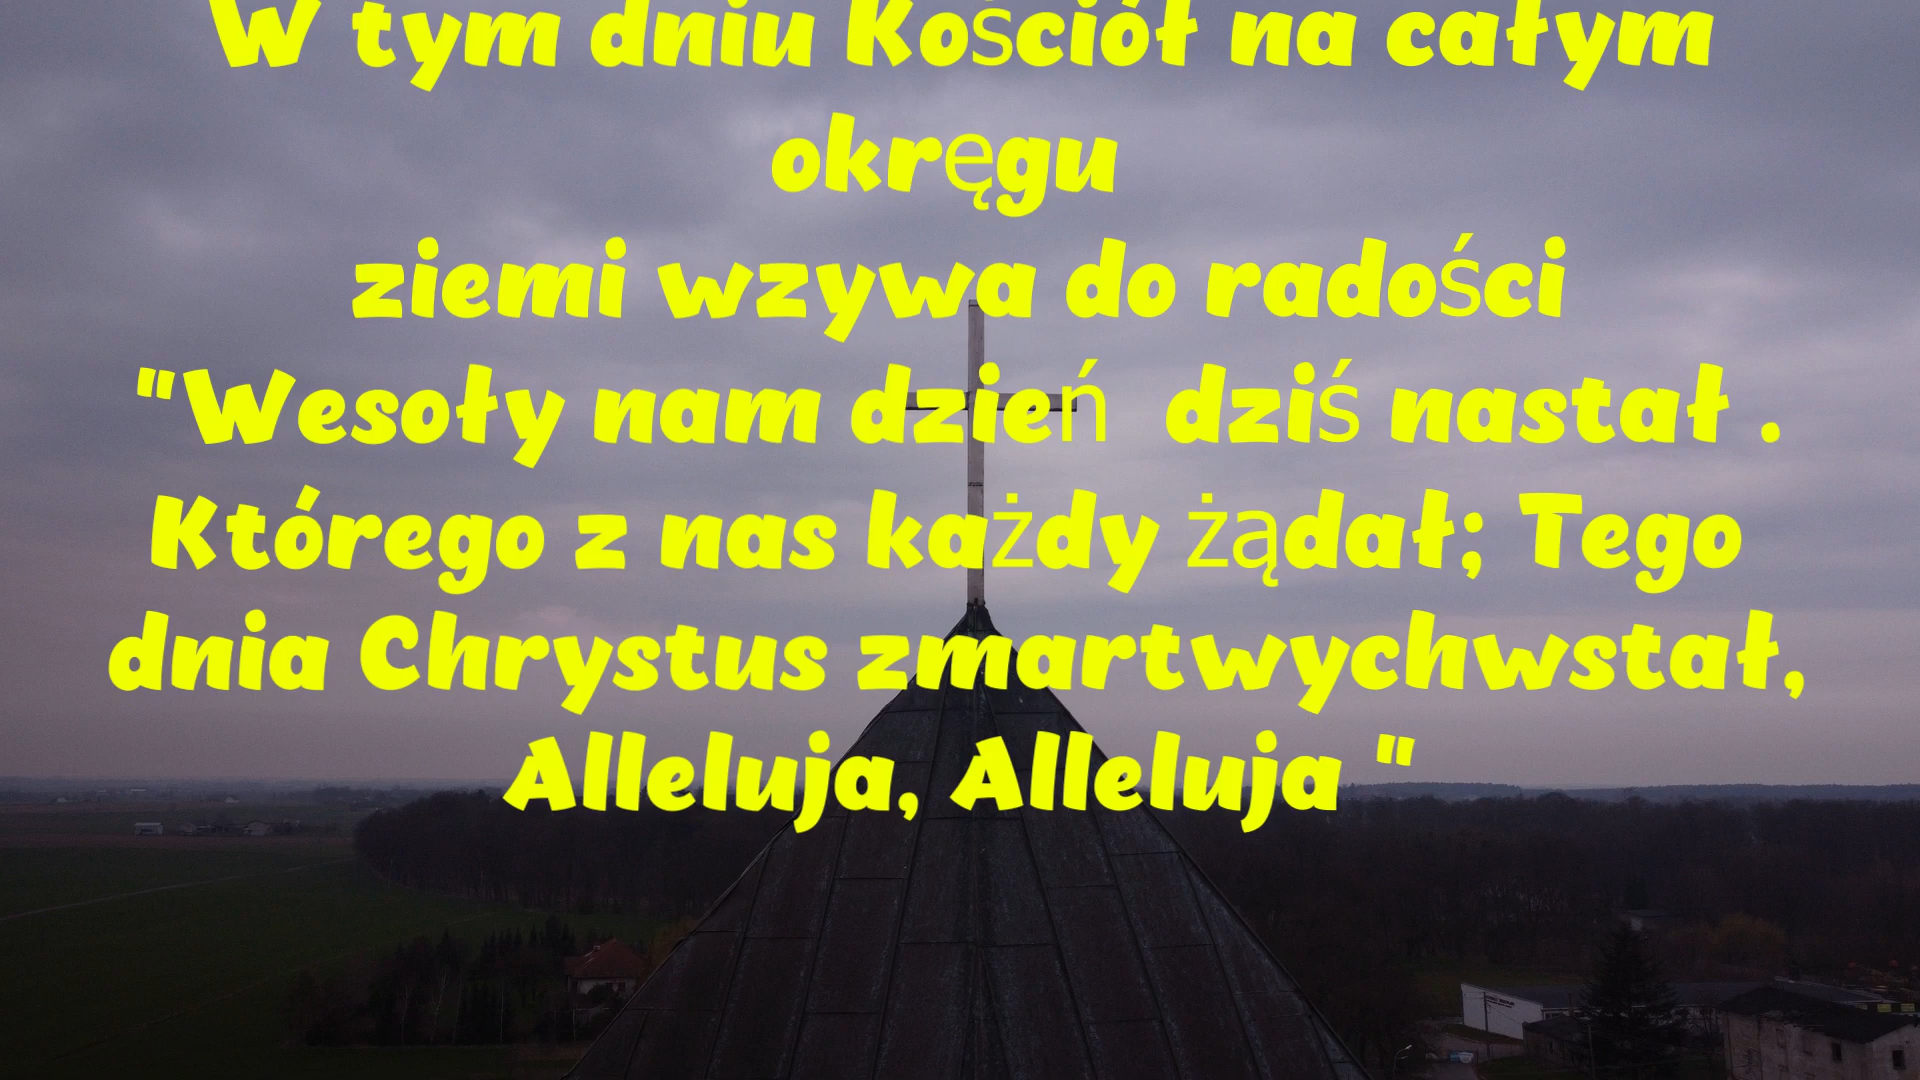 W tym dniu Kościół na całym
okręgu
ziemi wzywa do radości
"Wesoły nam dzień  dziś nastał .
Którego z nas każdy żądał; Tego
dnia Chrystus zmartwychwstał,
Alleluja, Alleluja "